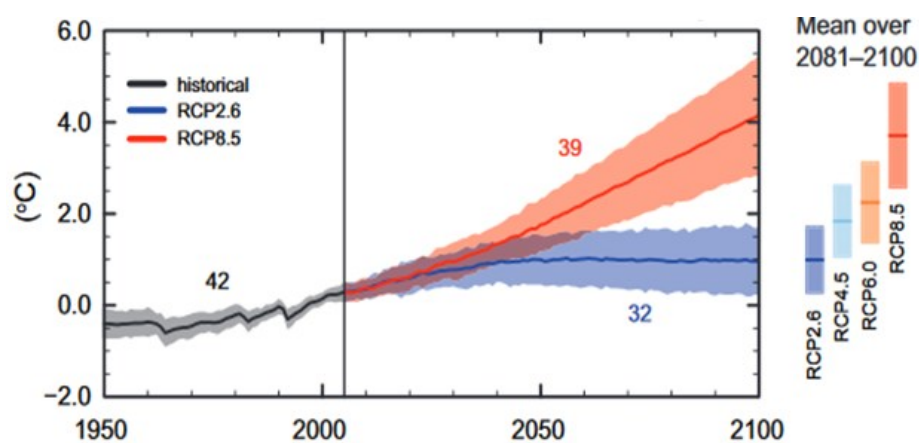 6.0
4.0
2.0
0.0
−2.0
(°C)
historical
RCP2.6
RCP8.5
42
39
32
1950
2000
2050
2100
Mean over
2081–2100
RCP2.6
RCP4.5
RCP6.0
RCP8.5